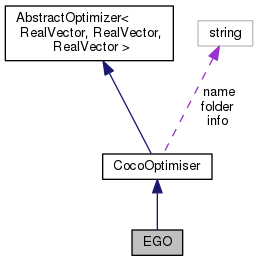 AbstractOptimizer<
RealVector, RealVector,
RealVector >
string
name
folder
info
CocoOptimiser
EGO